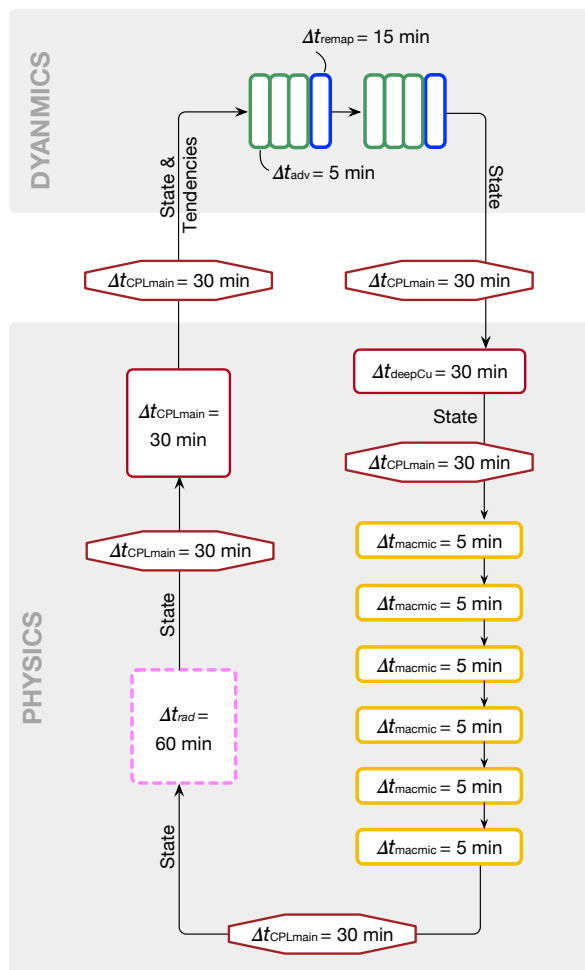 DYANMICS
Δtremap = 15 min
Δtadv = 5 min
State &
Tendencies
State
ΔtCPLmain = 30 min
ΔtCPLmain = 30 min
PHYSICS
ΔtdeepCu = 30 min
State
ΔtCPLmain = 30 min
Δtmacmic = 5 min
Δtmacmic = 5 min
Δtmacmic = 5 min
Δtmacmic = 5 min
Δtmacmic = 5 min
Δtmacmic = 5 min
ΔtCPLmain = 30 min
State
Δtrad =
60 min
State
ΔtCPLmain = 30 min
ΔtCPLmain =
30 min